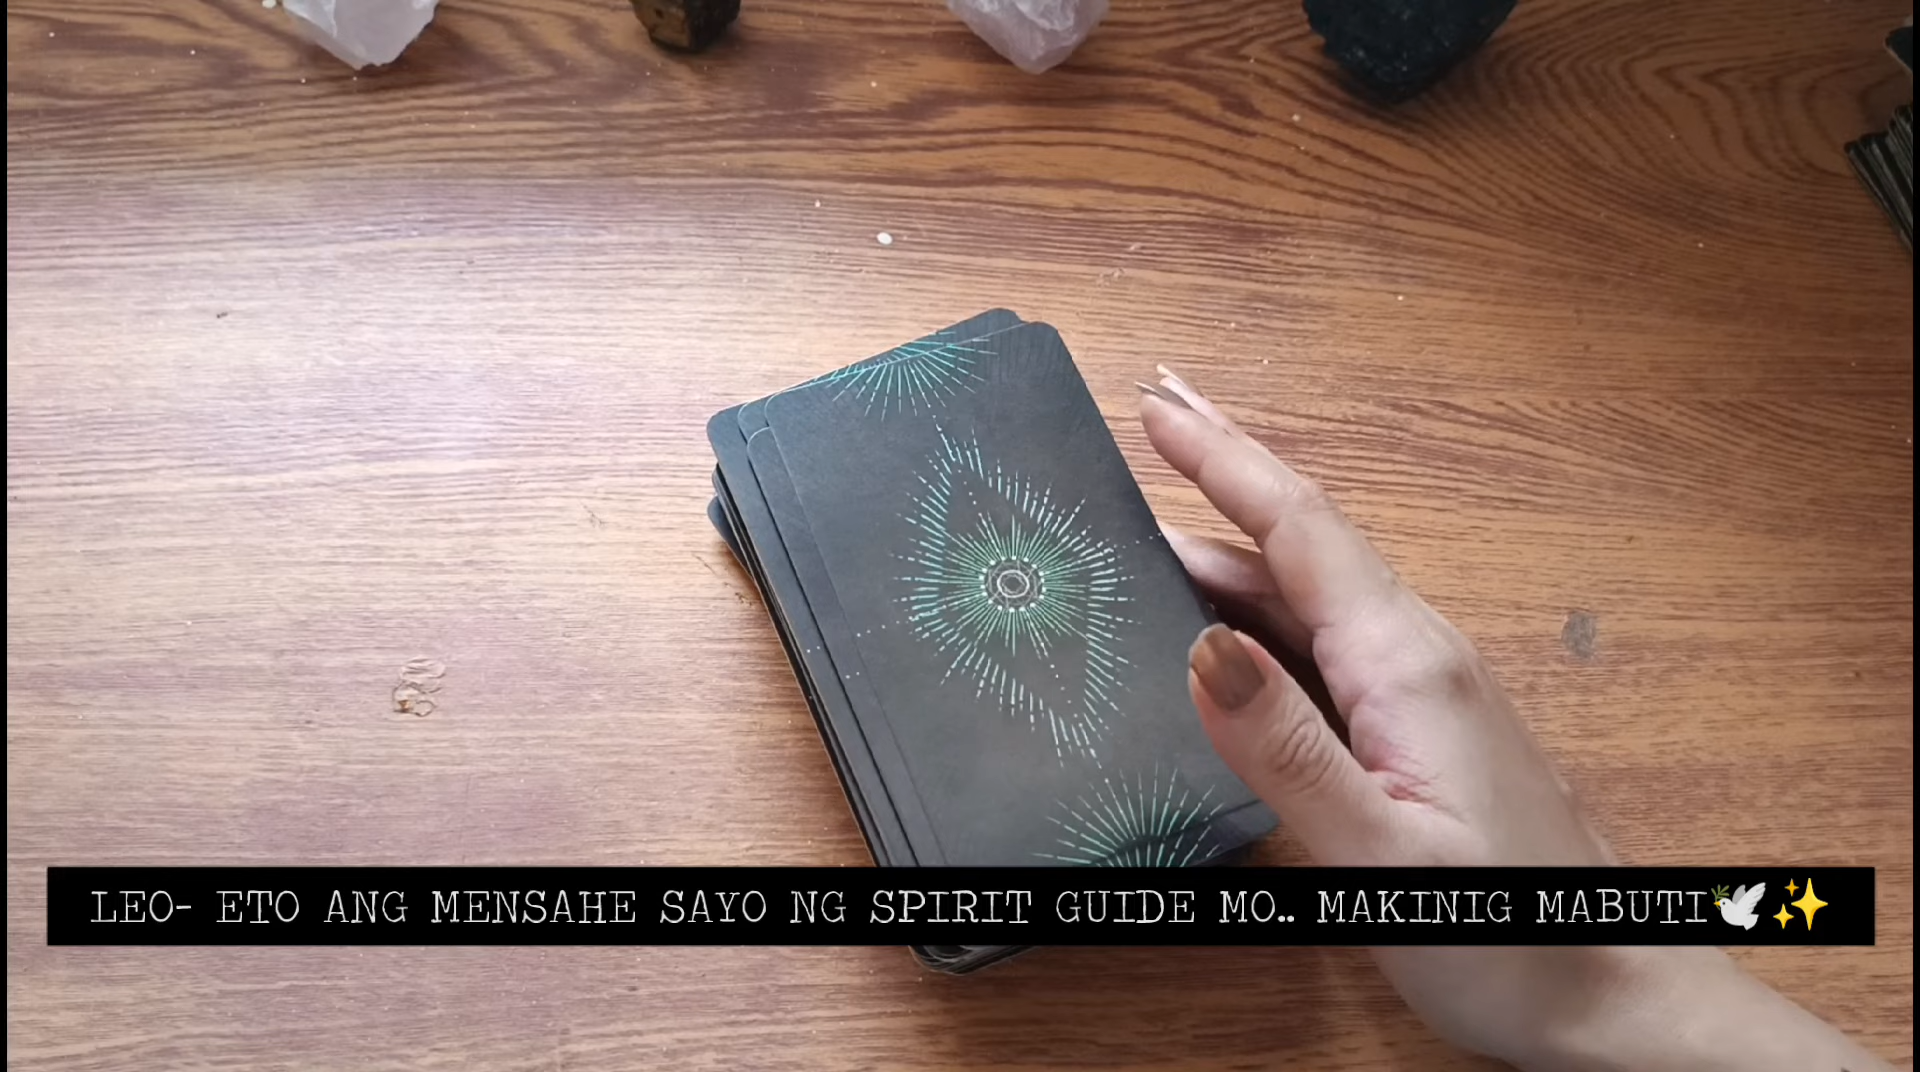 LEO- ETO ANG MENSAHE SAYO NG SPIRIT GUIDE MO.. MAKINIG MABUTI🕊️✨